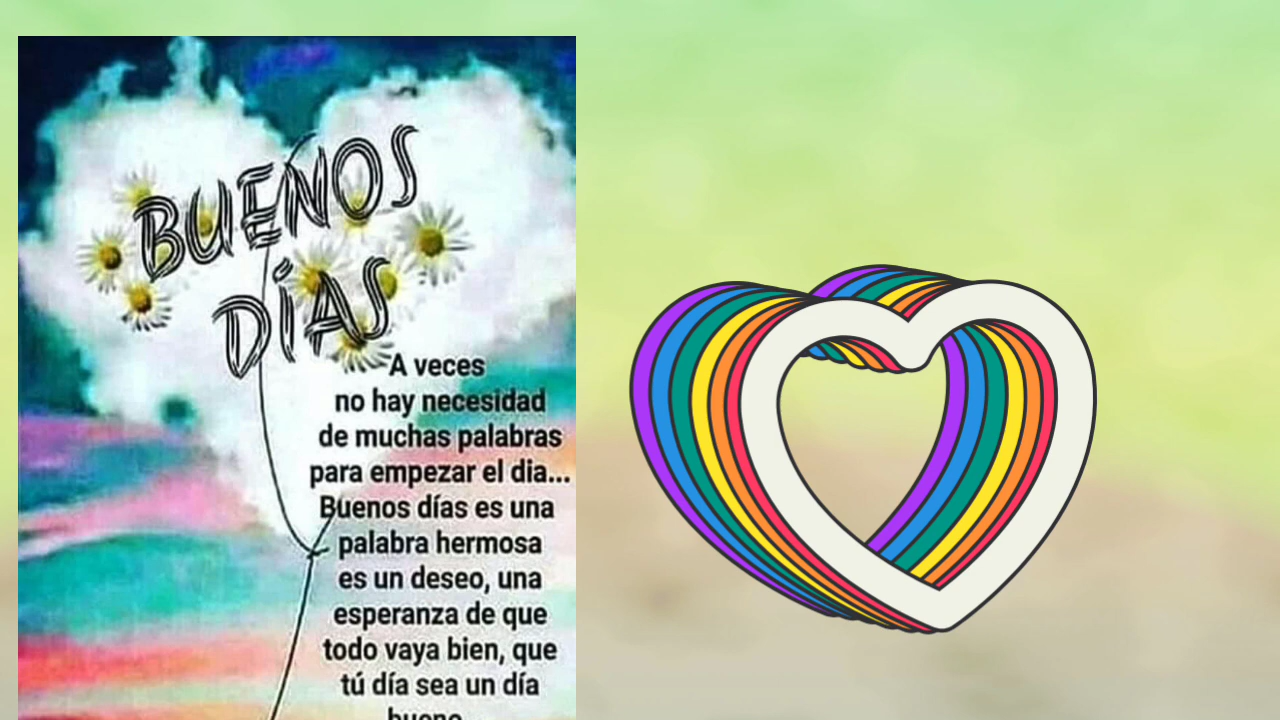 BUENOS
DÍAS
A veces
no hay necesidad
de muchas palabras
para empezar el dia...
Buenos días es una
palabra hermosa
es un deseo, una
esperanza de que
todo vaya bien, que
tú día sea un día
bueno